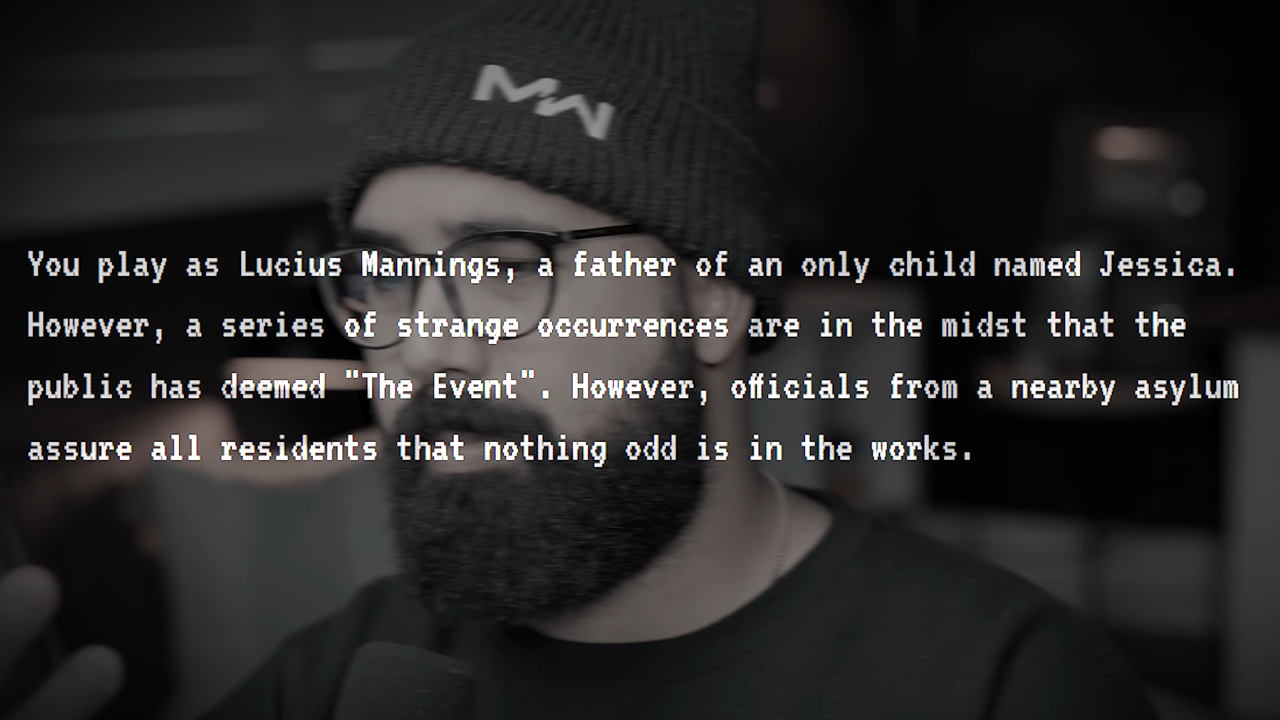 MW
You play as Lucius Mannings, a father of an only child named Jessica.
However, a series of strange occurrences are in the midst that the
public has deemed "The Event". However, officials from a nearby asylum
assure all residents that nothing odd is in the works.